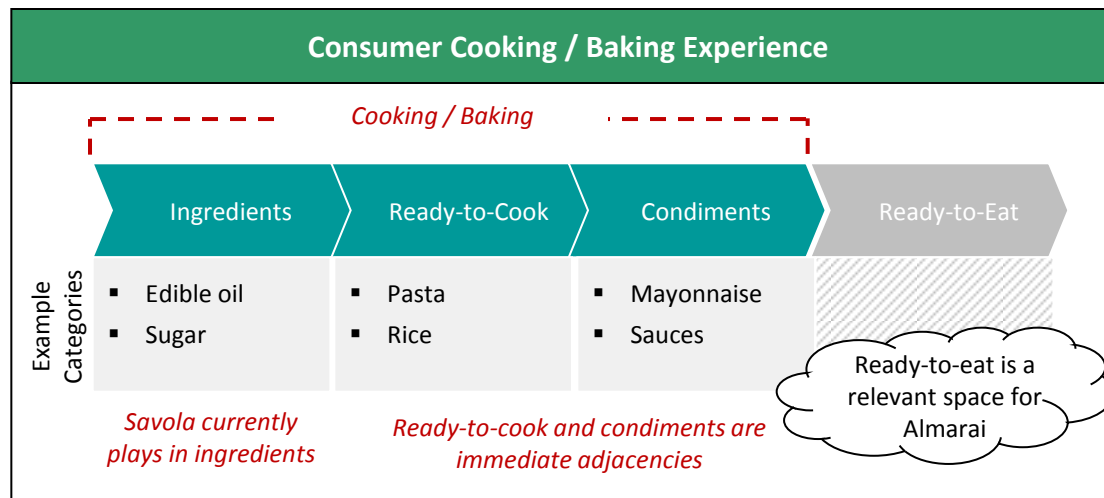 Consumer Cooking / Baking Experience
Cooking / Baking
Ingredients
Ready-to-Cook
Condiments
Ready-to-Eat
Example
Categories
▪ Edible oil
▪ Sugar
▪ Pasta
▪ Rice
▪ Mayonnaise
▪ Sauces
Ready-to-eat is a
relevant space for
Almarai
Savola currently
plays in ingredients
Ready-to-cook and condiments are
immediate adjacencies